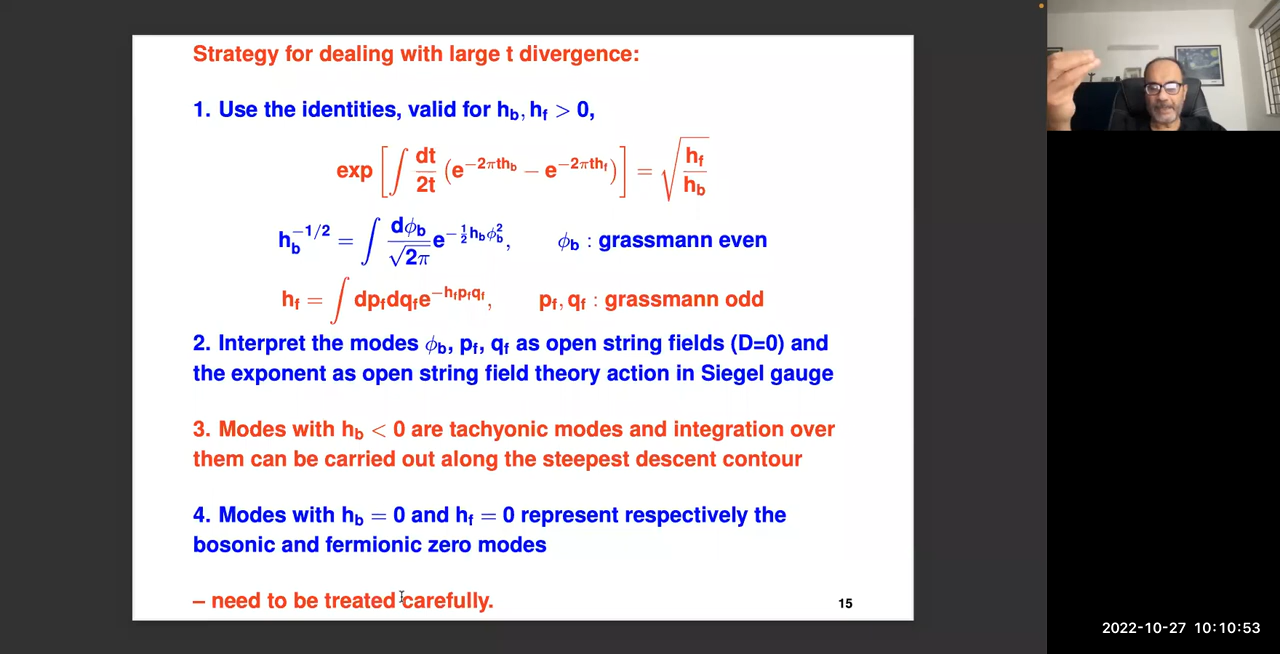 Strategy for dealing with large t divergence:
1. Use the identities, valid for h_b, h_f > 0,
exp [ ∫ dt/2t (e^{-2πth_b} − e^{-2πth_f}) ] = √(h_f/h_b)
h_b^{-1/2} = ∫ dϕ_b/√2π e^{-½h_bϕ_b^2}, ϕ_b : grassmann even
h_f = ∫ dp_f dq_f e^{-h_f p_f q_f}, p_f, q_f : grassmann odd
2. Interpret the modes ϕ_b, p_f, q_f as open string fields (D=0) and
the exponent as open string field theory action in Siegel gauge
3. Modes with h_b < 0 are tachyonic modes and integration over
them can be carried out along the steepest descent contour
4. Modes with h_b = 0 and h_f = 0 represent respectively the
bosonic and fermionic zero modes
– need to be treated carefully.
15
2022-10-27 10:10:53